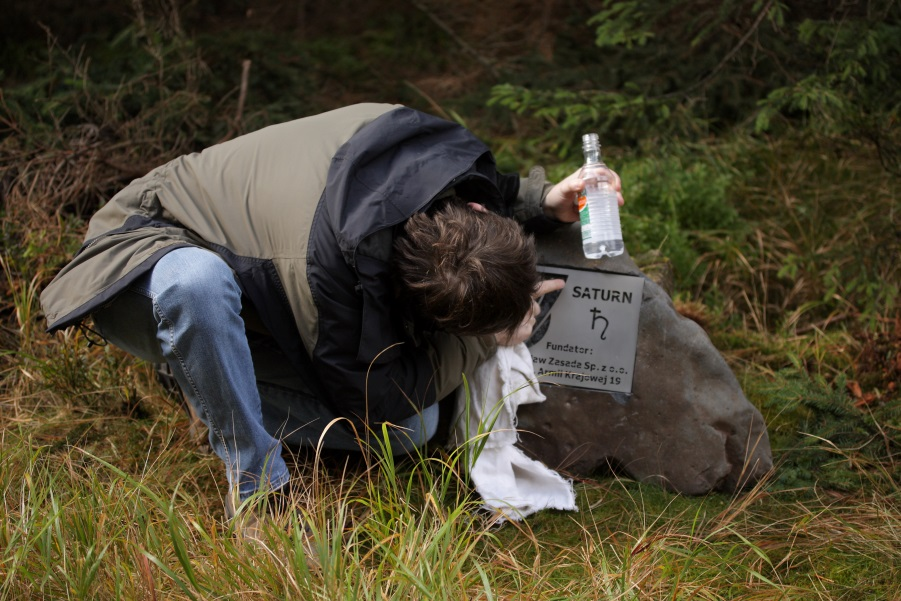 SATURN
♄
Fundator:
Zasada Sp. z o.o.
Armii Krajowej 19